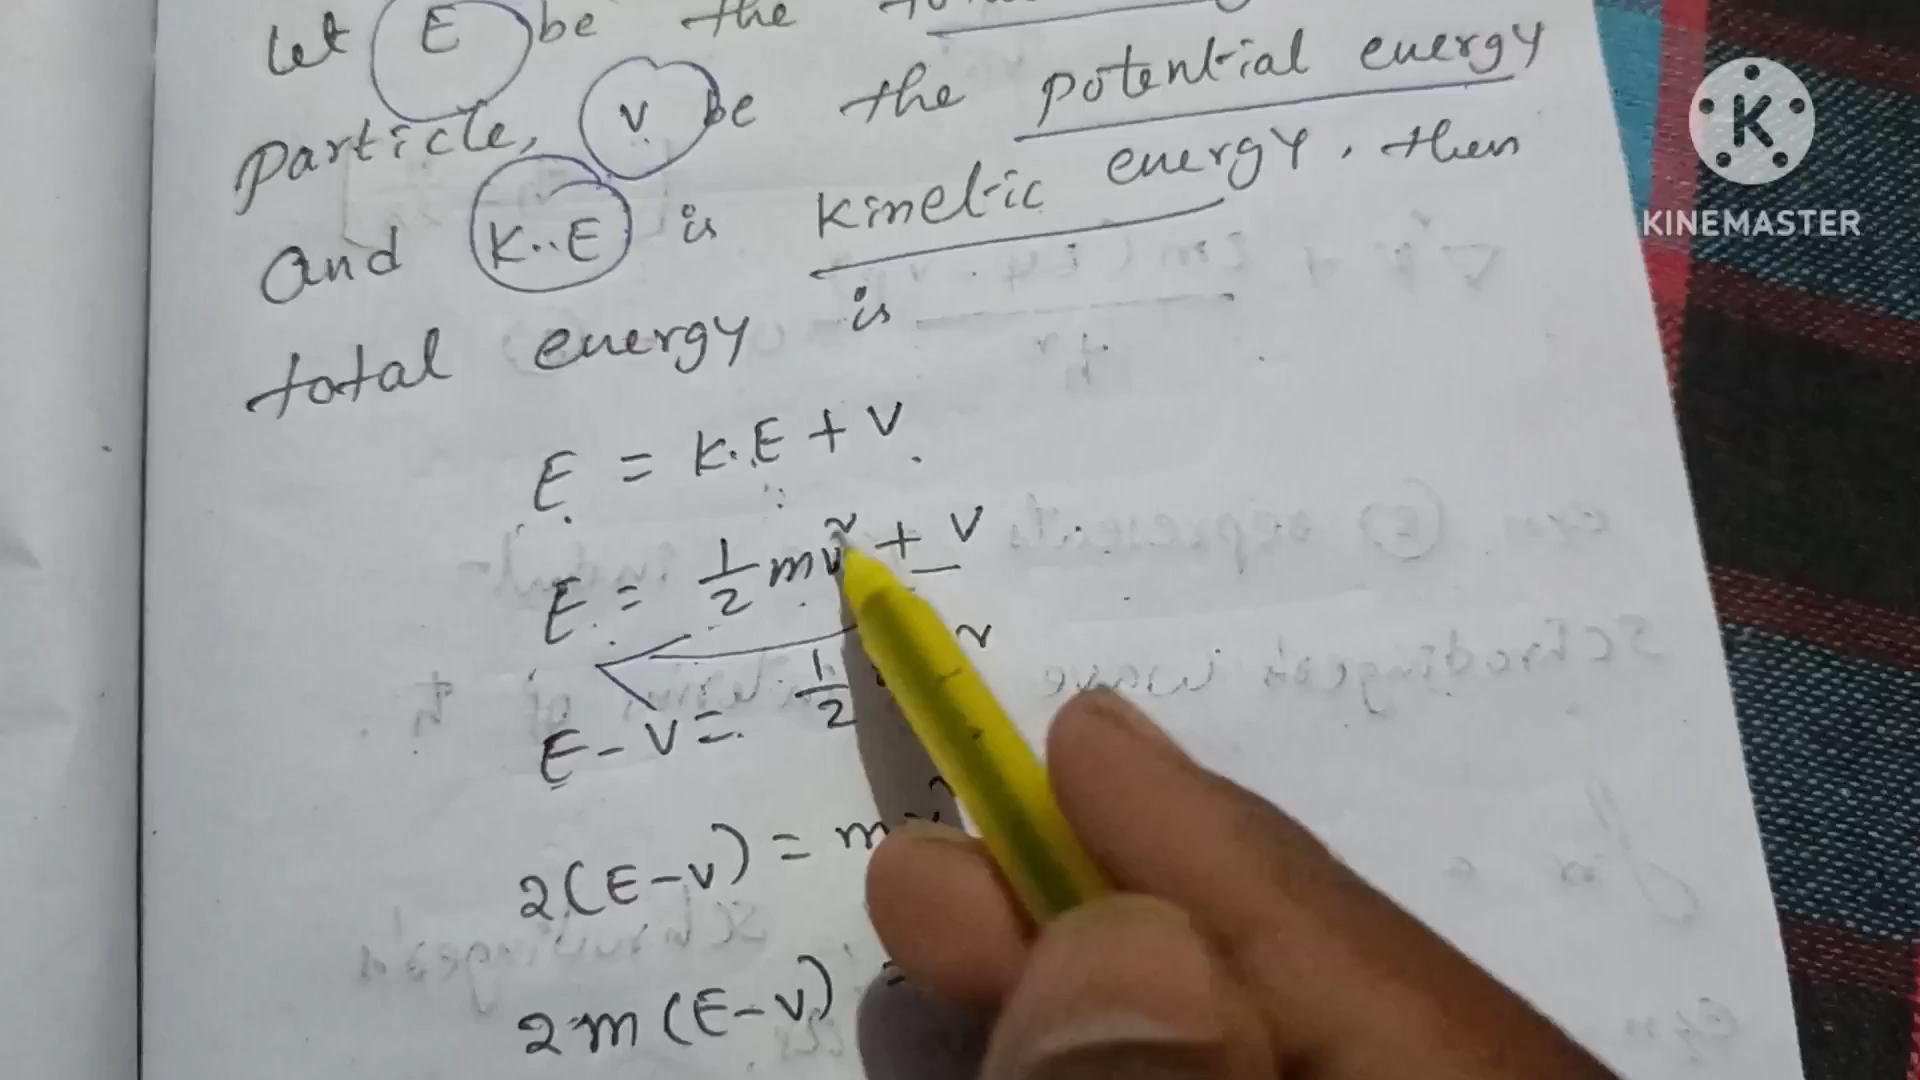 Let E be the
particle, V be the potential energy
And K.E is kinetic energy, then
total energy is
E = K.E + V
E = 1/2 mv² + V
E - V = 1/2
2(E-V) = m
2m(E-V) =
K
KINEMASTER